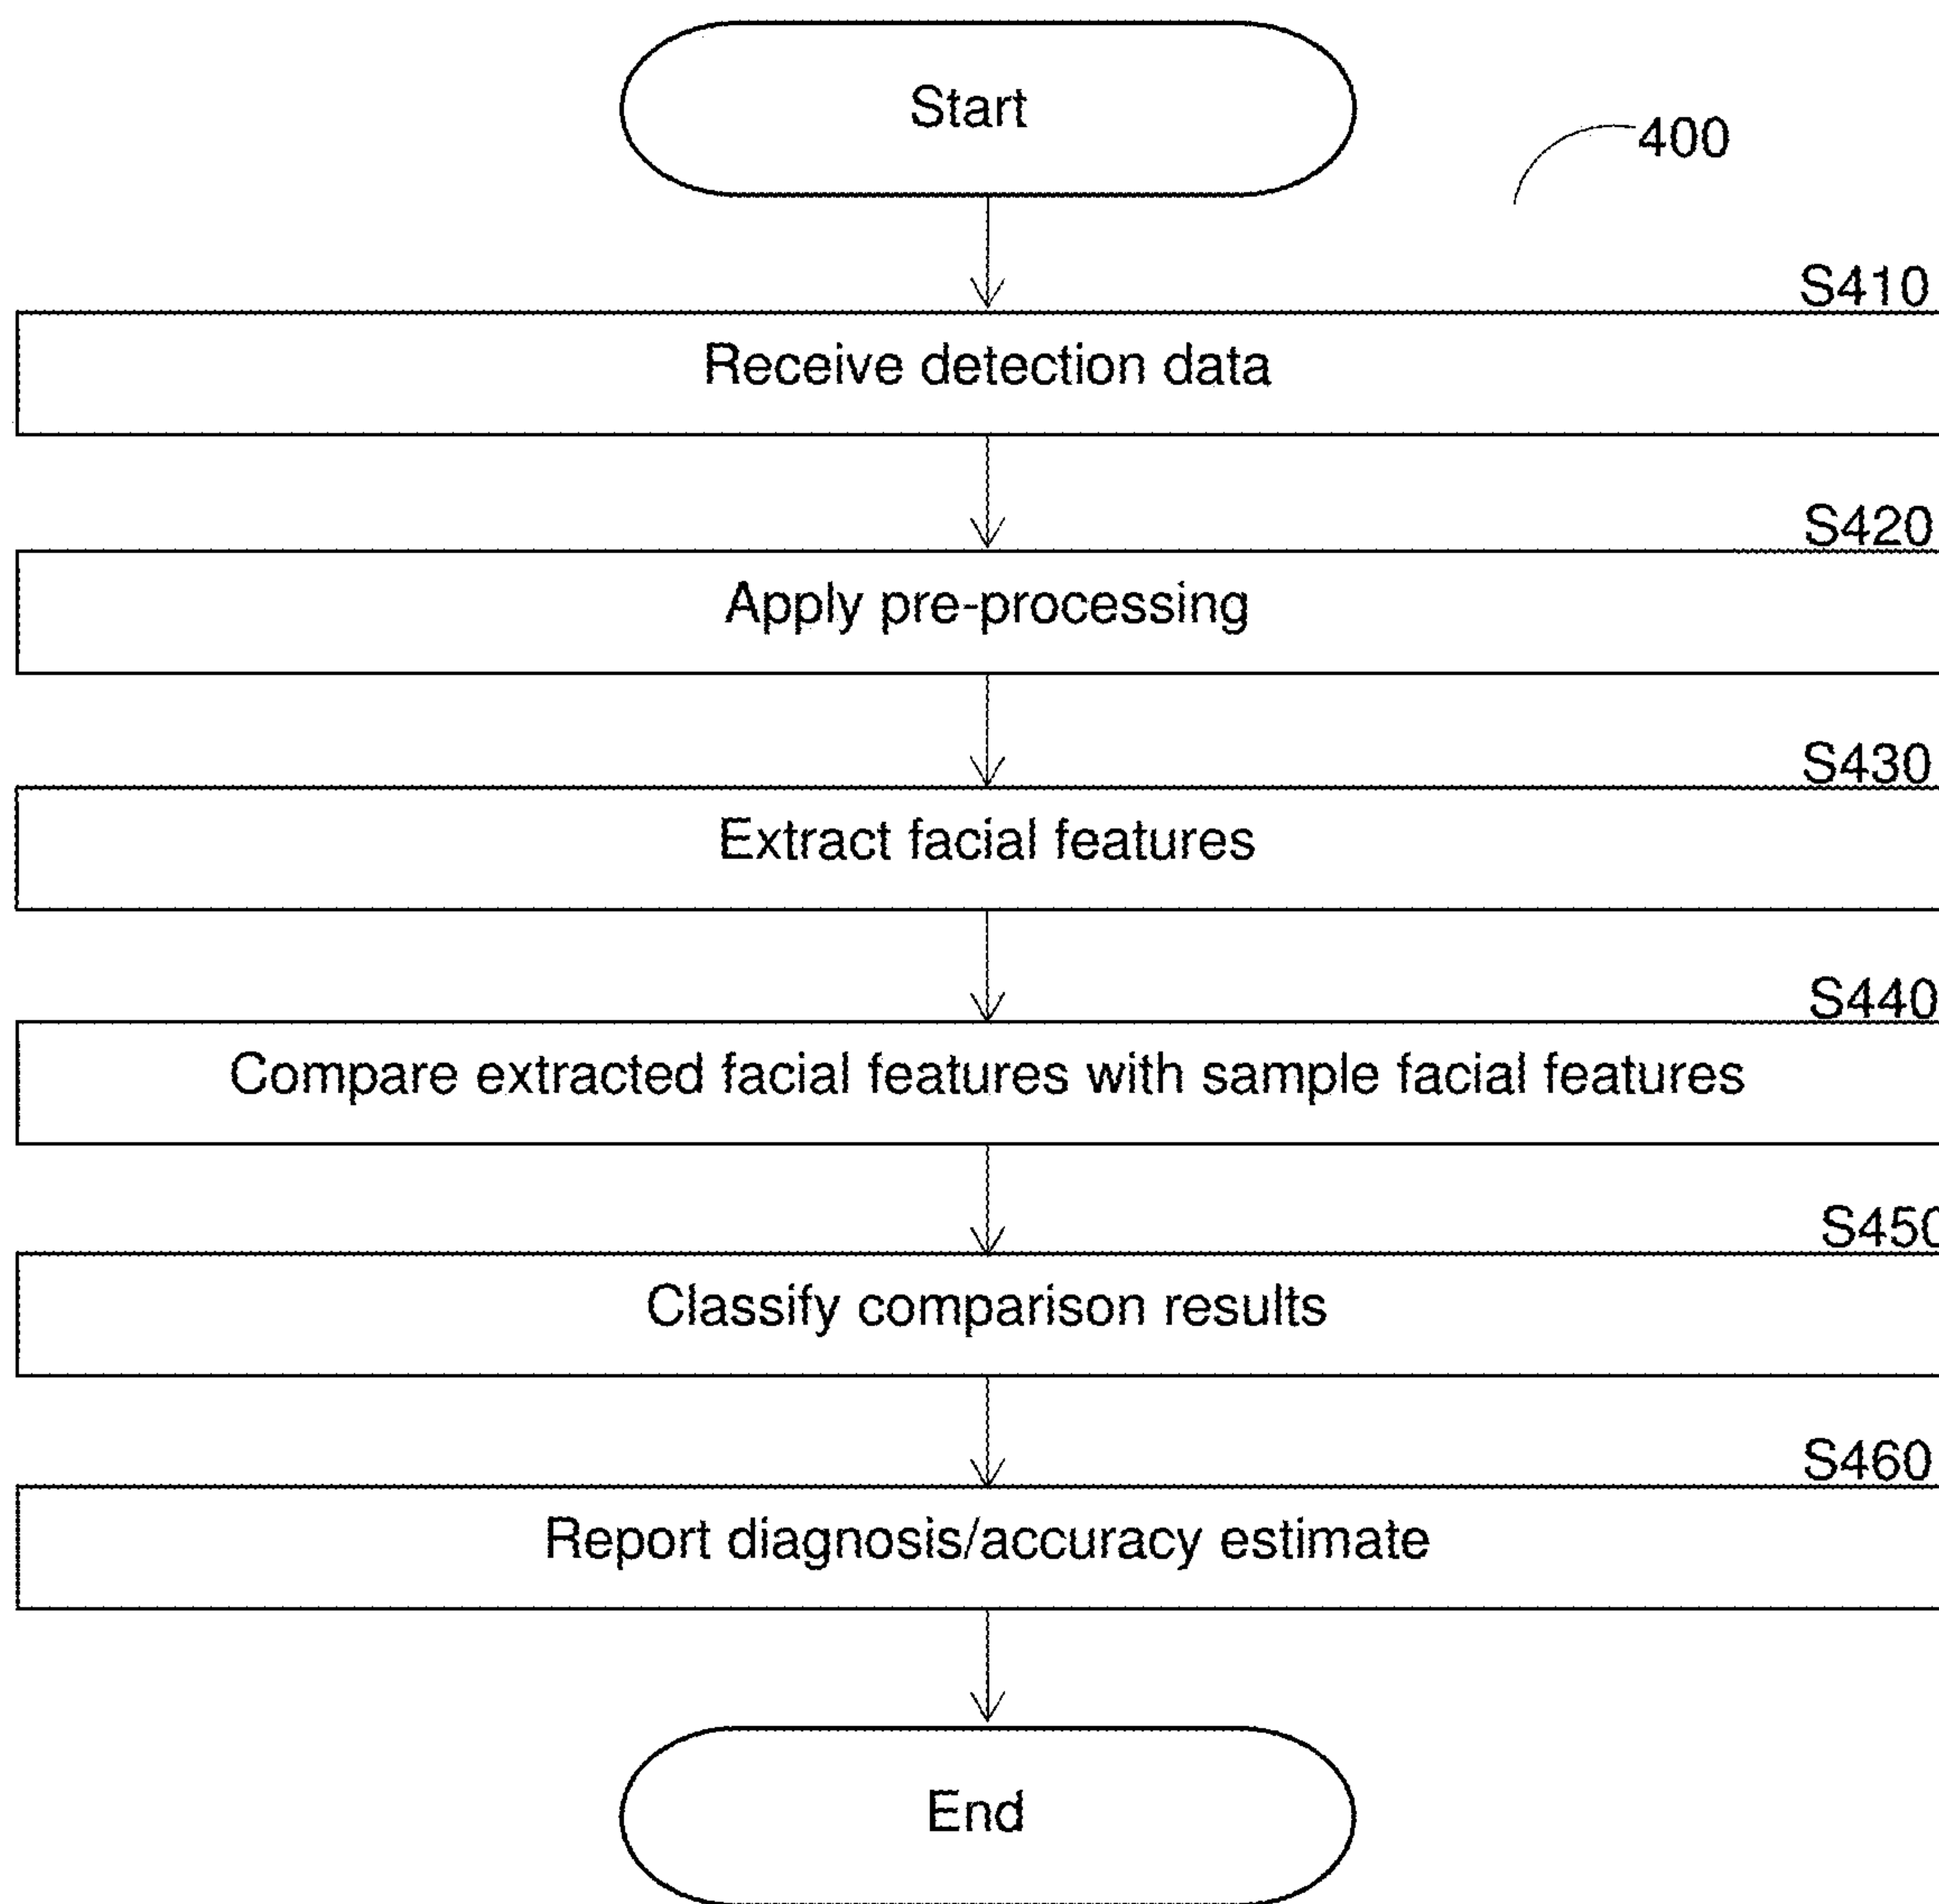 Start
400
S410
Receive detection data
S420
Apply pre-processing
S430
Extract facial features
S440
Compare extracted facial features with sample facial features
S450
Classify comparison results
S460
Report diagnosis/accuracy estimate
End